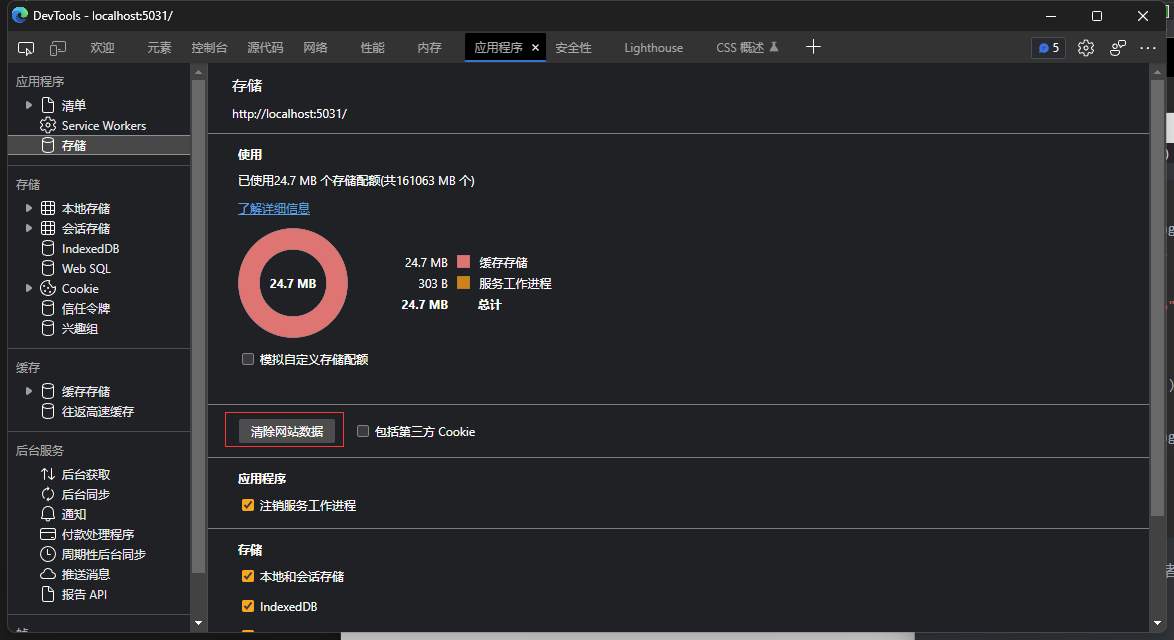 DevTools - localhost:5031/
欢迎 元素 控制台 源代码 网络 性能 内存 应用程序 安全性 Lighthouse CSS 概述 5
应用程序
清单
Service Workers
存储
存储
本地存储
会话存储
IndexedDB
Web SQL
Cookie
信任令牌
兴趣组
缓存
缓存存储
往返高速缓存
后台服务
后台获取
后台同步
通知
付款处理程序
周期性后台同步
推送消息
报告 API
存储
http://localhost:5031/
使用
已使用24.7 MB 个存储配额(共161063 MB 个)
了解详细信息
24.7 MB
24.7 MB 缓存存储
303 B 服务工作进程
24.7 MB 总计
模拟自定义存储配额
清除网站数据 包括第三方 Cookie
应用程序
注销服务工作进程
存储
本地和会话存储
IndexedDB